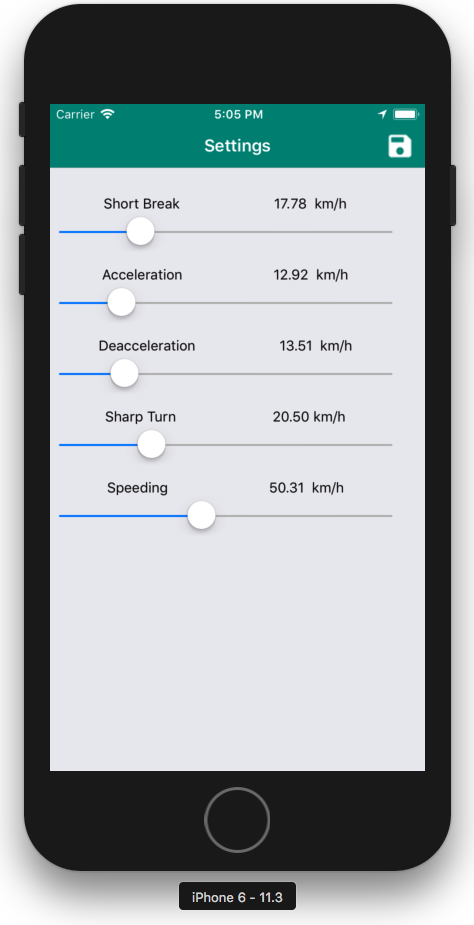 Carrier 5:05 PM
Settings
Short Break 17.78 km/h
Acceleration 12.92 km/h
Deacceleration 13.51 km/h
Sharp Turn 20.50 km/h
Speeding 50.31 km/h
iPhone 6 - 11.3